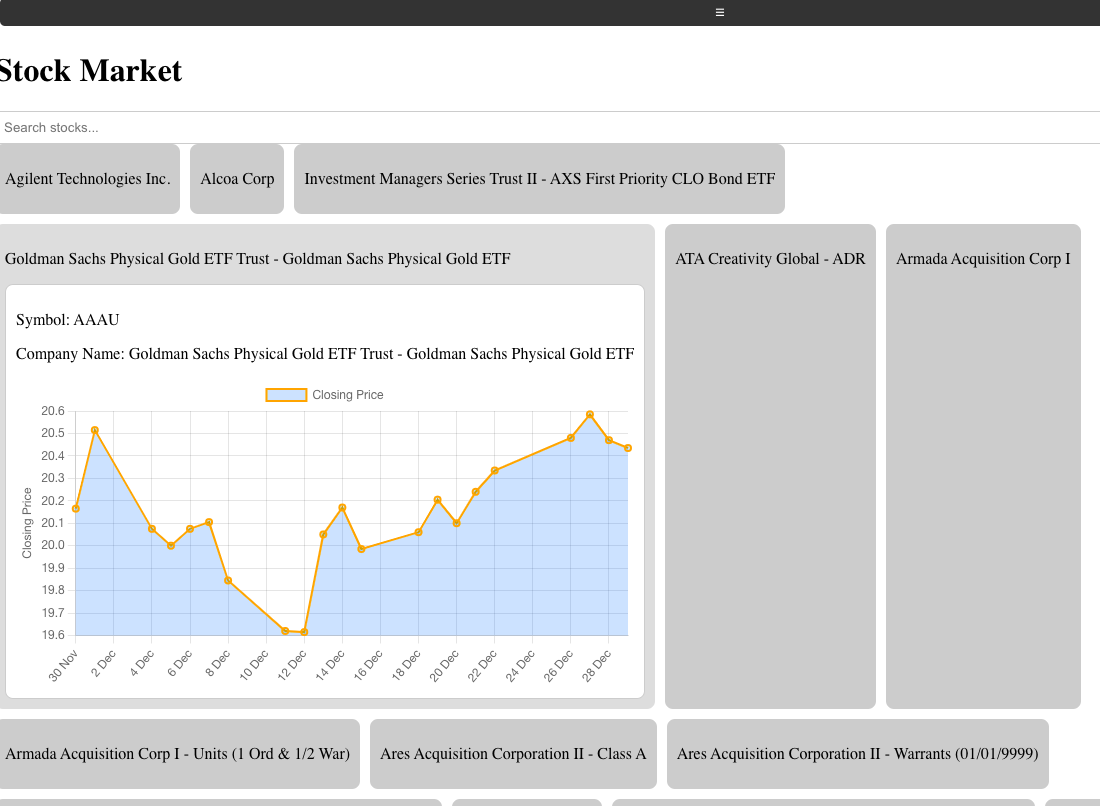 ☰
Stock Market
Search stocks...
Agilent Technologies Inc.
Alcoa Corp
Investment Managers Series Trust II - AXS First Priority CLO Bond ETF
Goldman Sachs Physical Gold ETF Trust - Goldman Sachs Physical Gold ETF
ATA Creativity Global - ADR
Armada Acquisition Corp I
Symbol: AAAU
Company Name: Goldman Sachs Physical Gold ETF Trust - Goldman Sachs Physical Gold ETF
Closing Price
20.6
20.5
20.4
20.3
20.2
20.1
20.0
19.9
19.8
19.7
19.6
Closing Price
30 Nov
2 Dec
4 Dec
6 Dec
8 Dec
10 Dec
12 Dec
14 Dec
16 Dec
18 Dec
20 Dec
22 Dec
24 Dec
26 Dec
28 Dec
Armada Acquisition Corp I - Units (1 Ord & 1/2 War)
Ares Acquisition Corporation II - Class A
Ares Acquisition Corporation II - Warrants (01/01/9999)